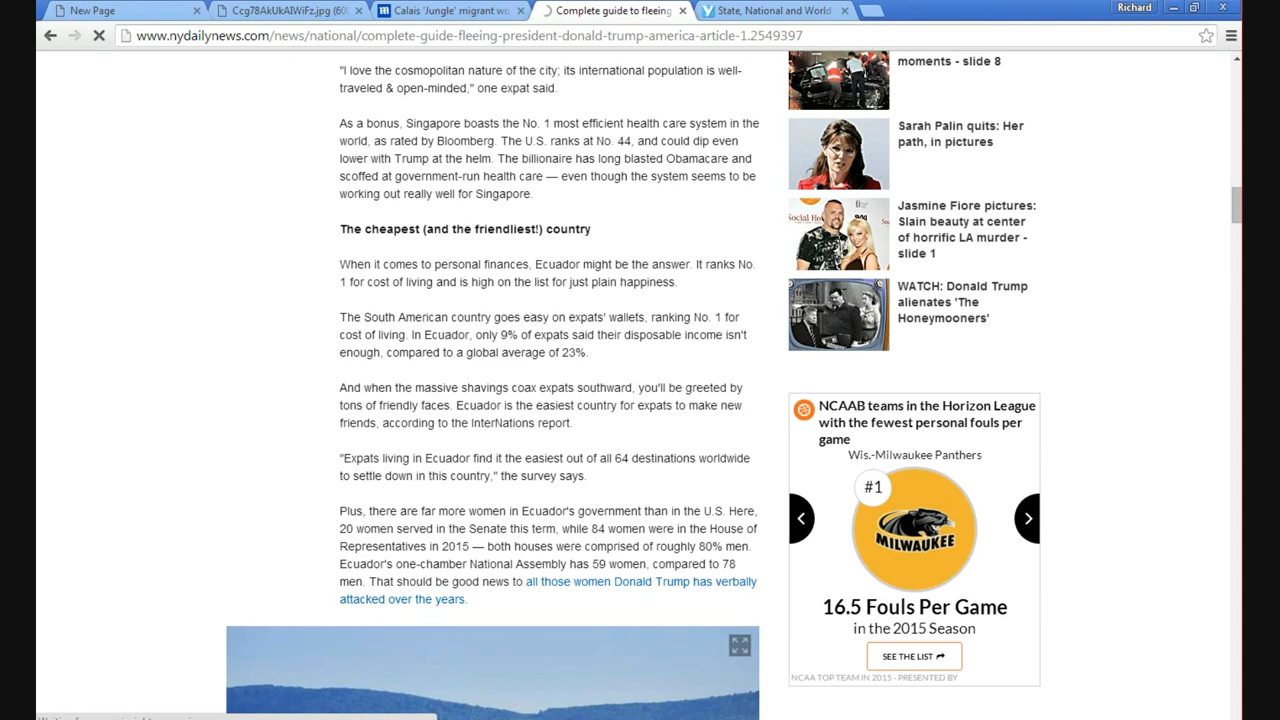 New Page
Ccg78AkUkAIWiFz.jpg (60
Calais 'Jungle' migrant wo
Complete guide to fleeing
State, National and World
Richard
www.nydailynews.com/news/national/complete-guide-fleeing-president-donald-trump-america-article-1.2549397
"I love the cosmopolitan nature of the city; its international population is well-
traveled & open-minded," one expat said.
As a bonus, Singapore boasts the No. 1 most efficient health care system in the
world, as rated by Bloomberg. The U.S. ranks at No. 44, and could dip even
lower with Trump at the helm. The billionaire has long blasted Obamacare and
scoffed at government-run health care — even though the system seems to be
working out really well for Singapore.
The cheapest (and the friendliest!) country
When it comes to personal finances, Ecuador might be the answer. It ranks No.
1 for cost of living and is high on the list for just plain happiness.
The South American country goes easy on expats' wallets, ranking No. 1 for
cost of living. In Ecuador, only 9% of expats said their disposable income isn't
enough, compared to a global average of 23%.
And when the massive shavings coax expats southward, you'll be greeted by
tons of friendly faces. Ecuador is the easiest country for expats to make new
friends, according to the InterNations report.
"Expats living in Ecuador find it the easiest out of all 64 destinations worldwide
to settle down in this country," the survey says.
Plus, there are far more women in Ecuador's government than in the U.S. Here,
20 women served in the Senate this term, while 84 women were in the House of
Representatives in 2015 — both houses were comprised of roughly 80% men.
Ecuador's one-chamber National Assembly has 59 women, compared to 78
men. That should be good news to all those women Donald Trump has verbally
attacked over the years.
moments - slide 8
Sarah Palin quits: Her
path, in pictures
Jasmine Fiore pictures:
Slain beauty at center
of horrific LA murder -
slide 1
WATCH: Donald Trump
alienates 'The
Honeymooners'
NCAAB teams in the Horizon League
with the fewest personal fouls per
game
Wis.-Milwaukee Panthers
#1
MILWAUKEE
16.5 Fouls Per Game
in the 2015 Season
SEE THE LIST
NCAA TOP TEAM IN 2015 - PRESENTED BY